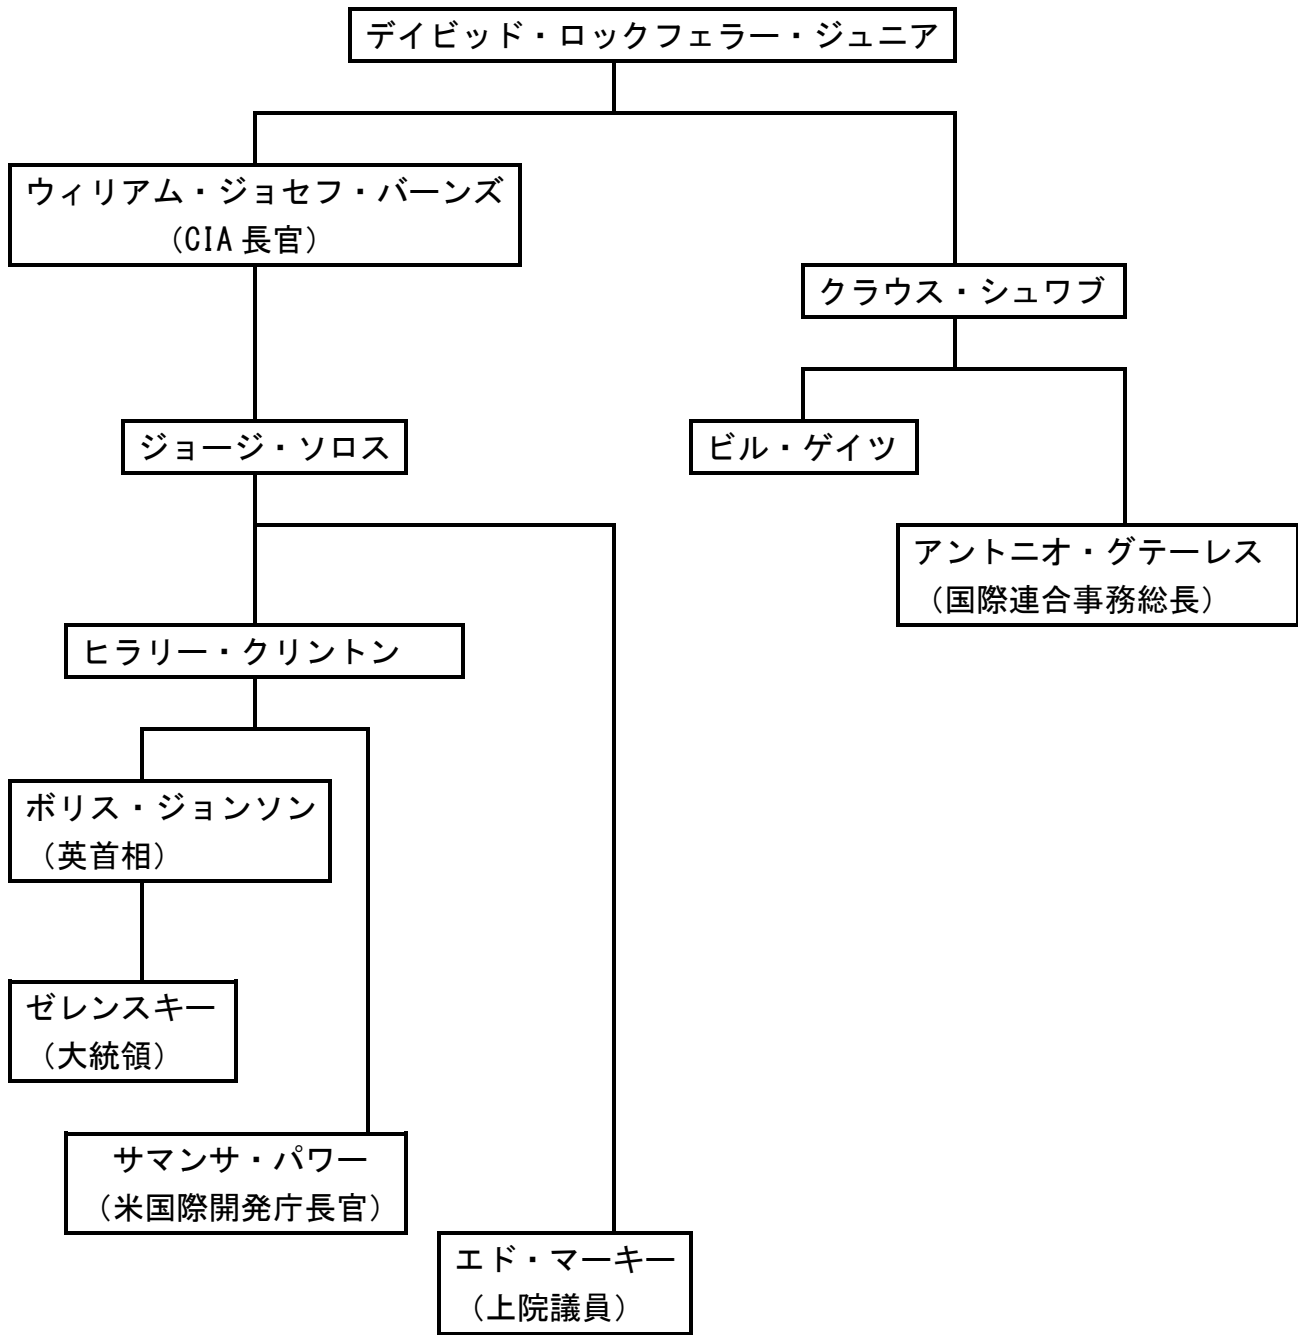 デイビッド・ロックフェラー・ジュニア
ウィリアム・ジョセフ・バーンズ
（CIA 長官）
クラウス・シュワブ
ジョージ・ソロス
ビル・ゲイツ
アントニオ・グテーレス
（国際連合事務総長）
ヒラリー・クリントン
ボリス・ジョンソン
（英首相）
ゼレンスキー
（大統領）
サマンサ・パワー
（米国際開発庁長官）
エド・マーキー
（上院議員）